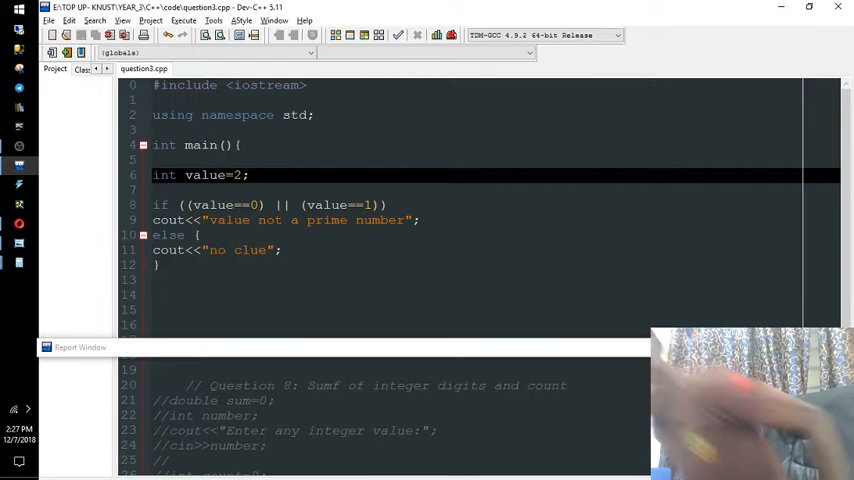 E:\TOP UP- KNUST\YEAR_3\C++\code\question3.cpp - Dev-C++ 5.11
File Edit Search View Project Execute Tools AStyle Window Help
TDM-GCC 4.9.2 64-bit Release
(globals)
Project Clas question3.cpp
0 #include <iostream>
1
2 using namespace std;
3
4 int main(){
5
6 int value=2;
7
8 if ((value==0) || (value==1))
9 cout<<"value not a prime number";
10 else {
11 cout<<"no clue";
12 }
13
14
15
16
Report Window
19
20 // Question 8: Sumf of integer digits and count
21 //double sum=0;
22 //int number;
23 //cout<<"Enter any integer value:";
24 //cin>>number;
25 //
26 //int count=0;
2:27 PM
12/7/2018